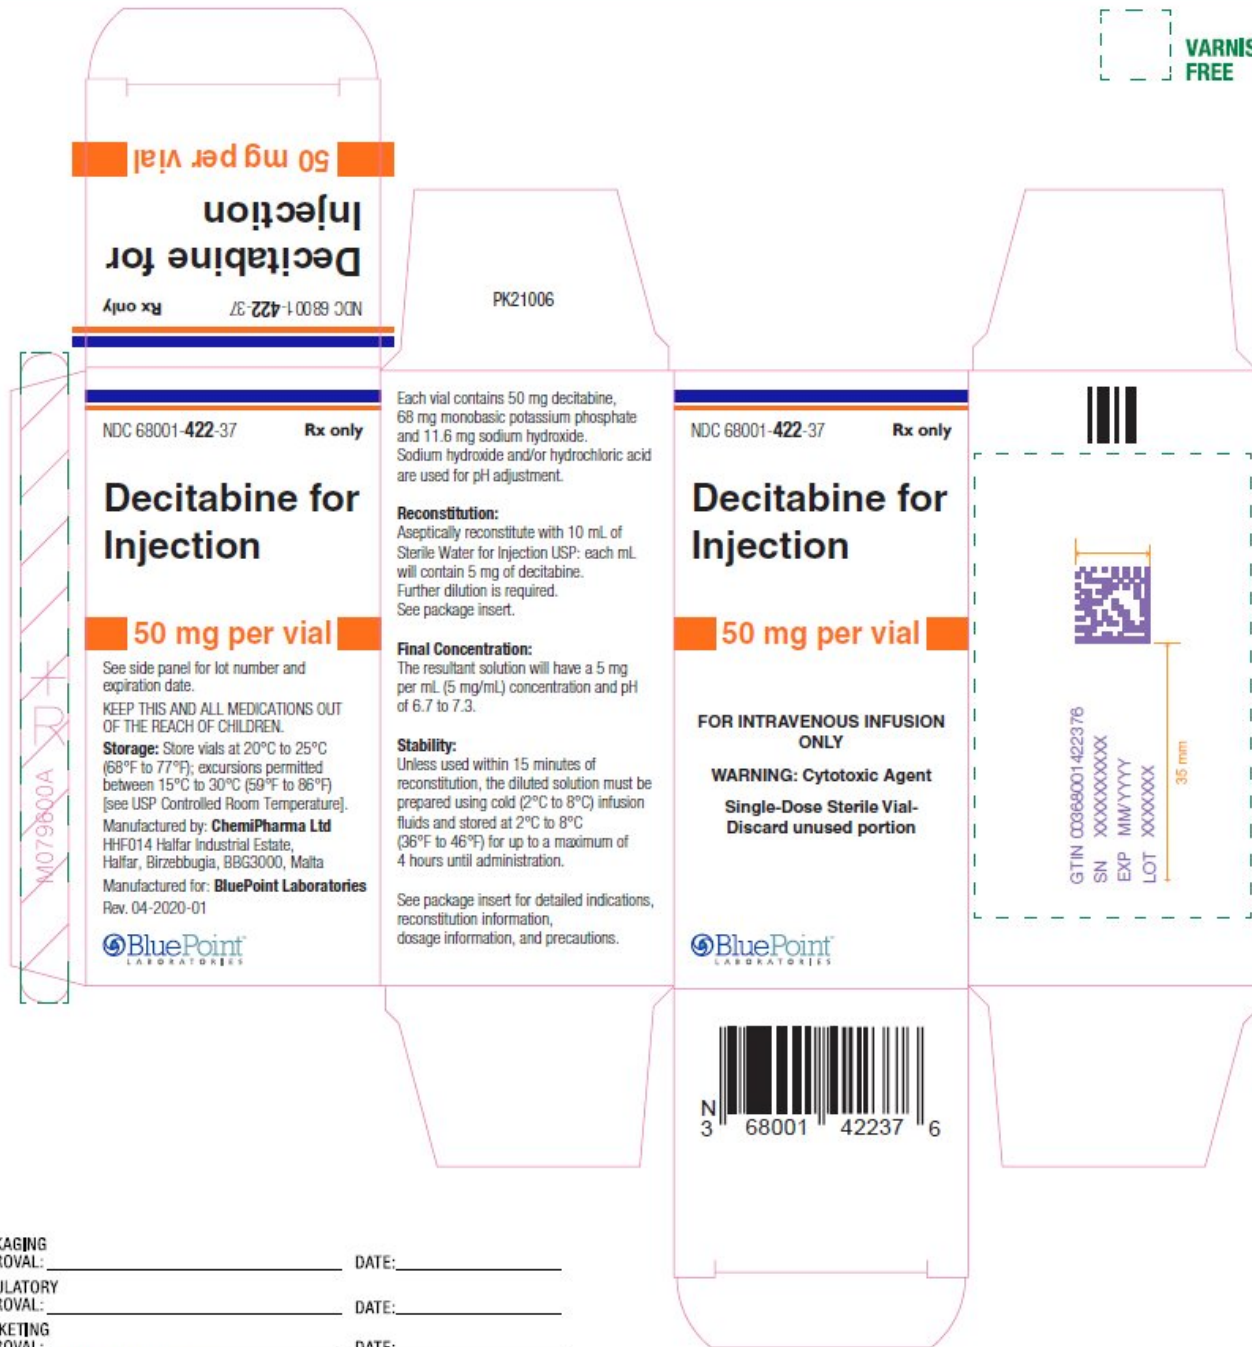 VARNIS
FREE
50 mg per vial
Decitabine for
Injection
NDC 68001-422-37 Rx only
PK21006
M079600A
+R
NDC 68001-422-37 Rx only
Decitabine for
Injection
50 mg per vial
See side panel for lot number and
expiration date.
KEEP THIS AND ALL MEDICATIONS OUT
OF THE REACH OF CHILDREN.
Storage: Store vials at 20°C to 25°C
(68°F to 77°F); excursions permitted
between 15°C to 30°C (59°F to 86°F)
[see USP Controlled Room Temperature].
Manufactured by: ChemiPharma Ltd
HHF014 Halfar Industrial Estate,
Halfar, Birzebbugia, BBG3000, Malta
Manufactured for: BluePoint Laboratories
Rev. 04-2020-01
BluePoint™
LABORATORIES
Each vial contains 50 mg decitabine,
68 mg monobasic potassium phosphate
and 11.6 mg sodium hydroxide.
Sodium hydroxide and/or hydrochloric acid
are used for pH adjustment.
Reconstitution:
Aseptically reconstitute with 10 mL of
Sterile Water for Injection USP: each mL
will contain 5 mg of decitabine.
Further dilution is required.
See package insert.
Final Concentration:
The resultant solution will have a 5 mg
per mL (5 mg/mL) concentration and pH
of 6.7 to 7.3.
Stability:
Unless used within 15 minutes of
reconstitution, the diluted solution must be
prepared using cold (2°C to 8°C) infusion
fluids and stored at 2°C to 8°C
(36°F to 46°F) for up to a maximum of
4 hours until administration.
See package insert for detailed indications,
reconstitution information,
dosage information, and precautions.
NDC 68001-422-37 Rx only
Decitabine for
Injection
50 mg per vial
FOR INTRAVENOUS INFUSION
ONLY
WARNING: Cytotoxic Agent
Single-Dose Sterile Vial-
Discard unused portion
BluePoint™
LABORATORIES
GTIN 00368001422376
SN XXXXXXXXXX
EXP MM/YYYY
LOT XXXXXXX
35 mm
N
3 68001 42237 6
KAGING
ROVAL: DATE:
ULATORY
ROVAL: DATE:
KETING
ROVAL: DATE: